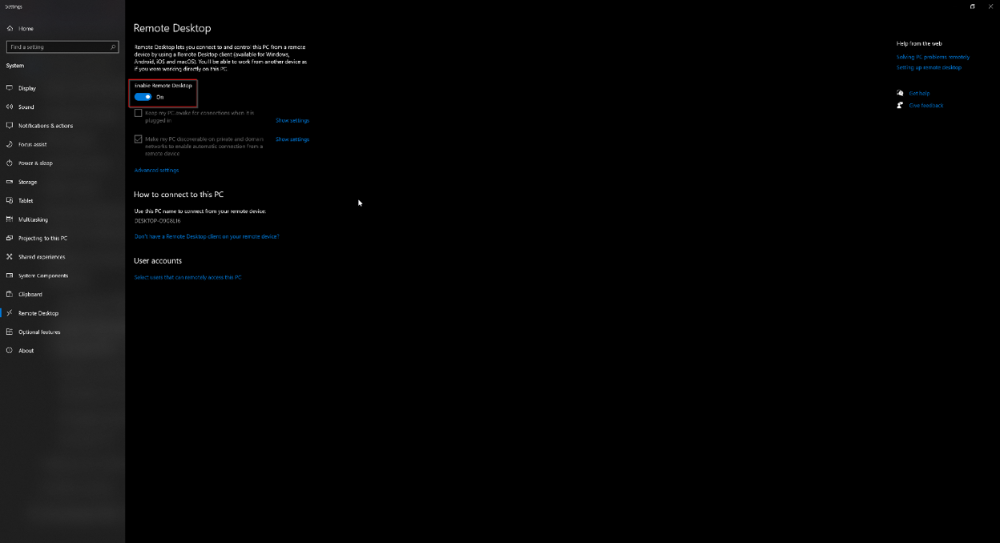 Settings
Home
Find a setting
System
Display
Sound
Notifications & actions
Focus assist
Power & sleep
Storage
Tablet
Multitasking
Projecting to this PC
Shared experiences
System Components
Clipboard
Remote Desktop
Optional features
About
Remote Desktop
Remote Desktop lets you connect to and control this PC from a remote
device by using a Remote Desktop client (available for Windows,
Android, iOS and macOS). You'll be able to work from another device as
if you were working directly on this PC.
Enable Remote Desktop
On
Keep my PC awake for connections when it is
plugged in
Show settings
Make my PC discoverable on private and domain
networks to enable automatic connection from a
remote device
Show settings
Advanced settings
How to connect to this PC
Use this PC name to connect from your remote device:
Don't have a Remote Desktop client on your remote device?
User accounts
Select users that can remotely access this PC
Help from the web
Solving PC problems remotely
Setting up remote desktop
Get help
Give feedback